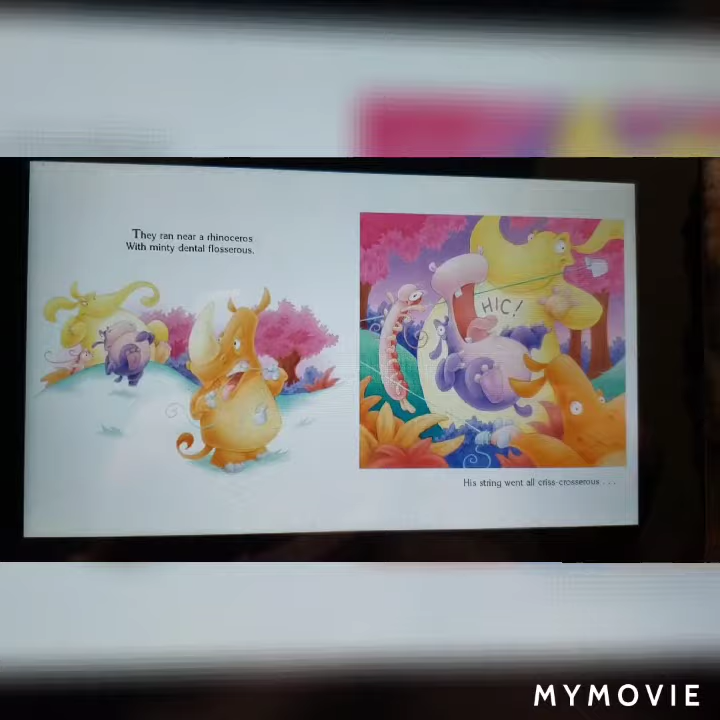 They ran near a rhinoceros
With minty dental flosserous.
HIC!
His string went all criss-crosserous . . .
MYMOVIE